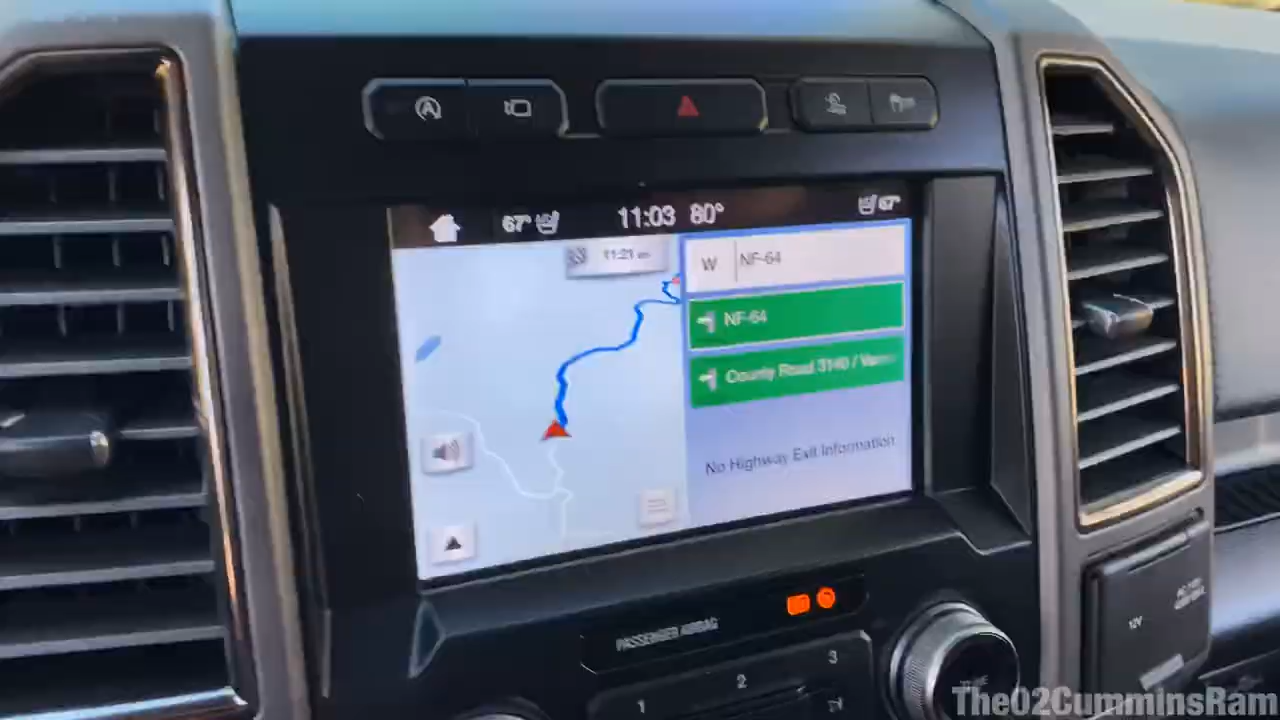 67° 11:03 80° 67°
11:21 am
W NF-64
NF-64
County Road 3140 /
No Highway Exit Information
PASSENGER AIRBAG
1 2 3
12V
The02CumminsRam